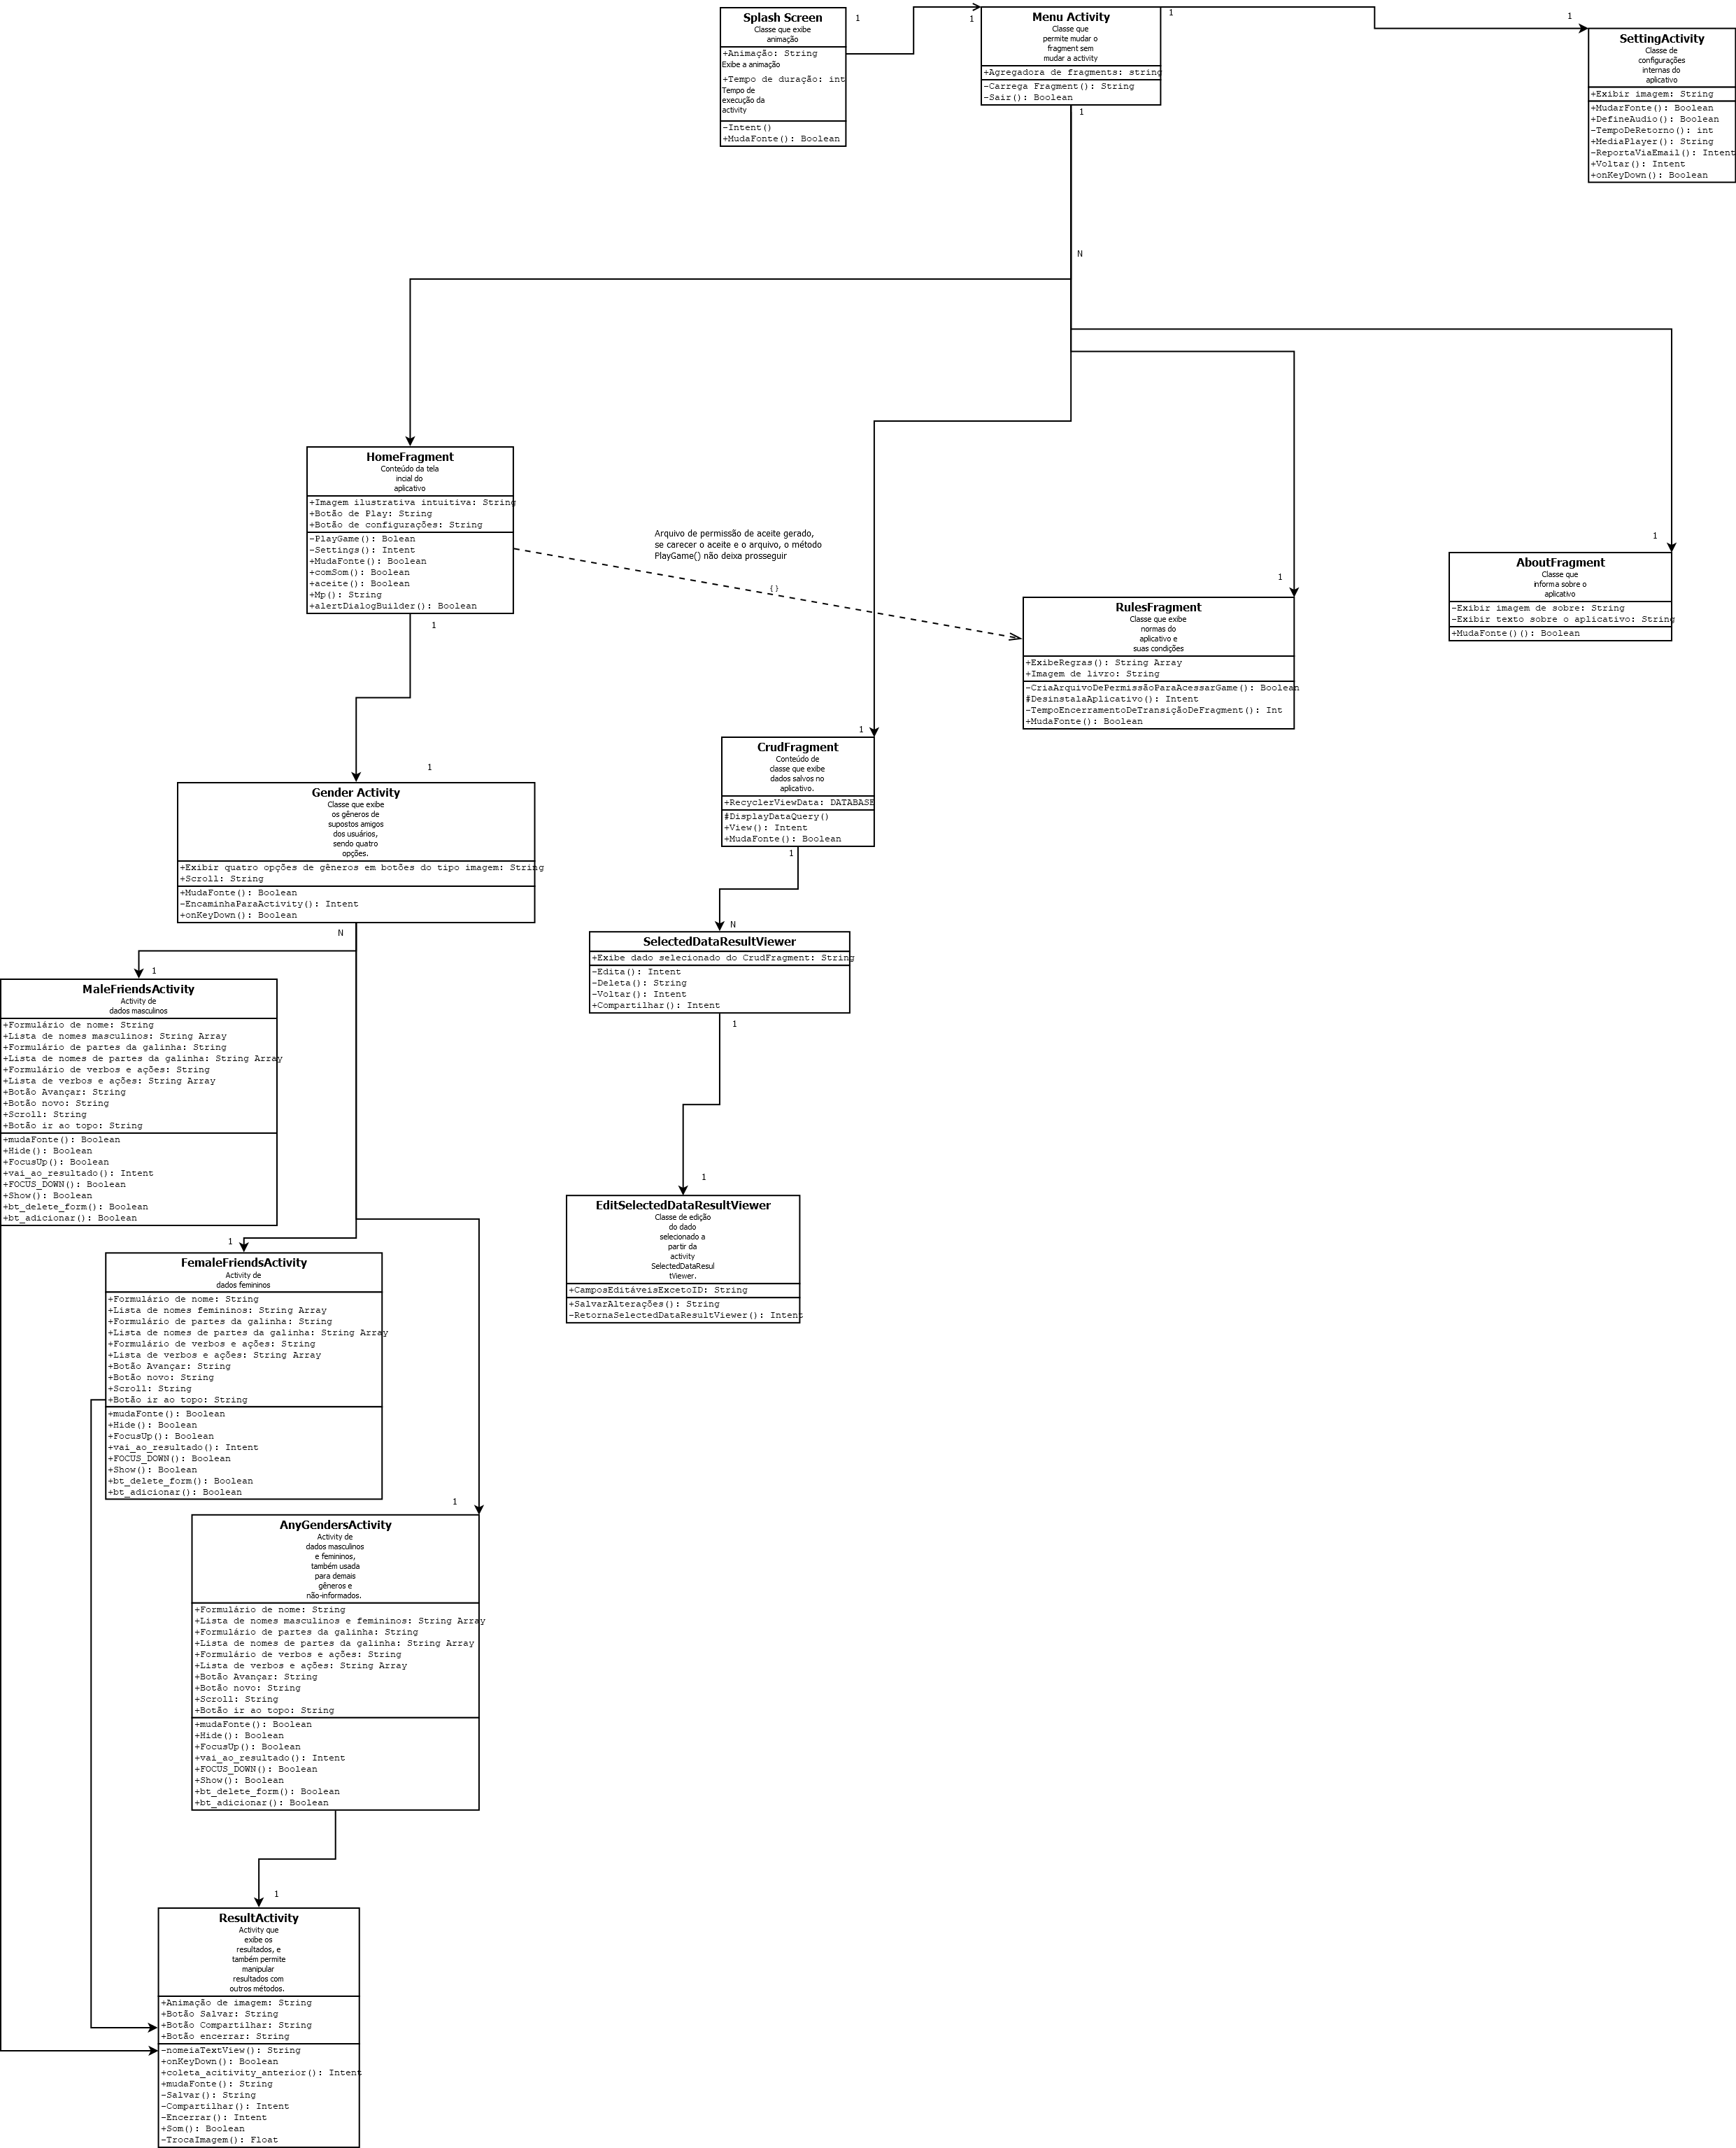 Splash Screen
Classe que exibe
animação
+Animação: String
Exibe a animação
+Tempo de duração: int
Tempo de
execução da
activity
-Intent()
+MudaFonte(): Boolean
1
1
Menu Activity
Classe que
permite mudar o
fragment sem
mudar a activity
+Agregadora de fragments: string
-Carrega Fragment(): String
-Sair(): Boolean
1
1
1
N
SettingActivity
Classe de
configurações
internas do
aplicativo
+Exibir imagem: String
+MudarFonte(): Boolean
+DefineAudio(): Boolean
-TempoDeRetorno(): int
+MediaPlayer(): String
-ReportaViaEmail(): Intent
+Voltar(): Intent
+onKeyDown(): Boolean
HomeFragment
Conteúdo da tela
incial do
aplicativo
+Imagem ilustrativa intuitiva: String
+Botão de Play: String
+Botão de configurações: String
-PlayGame(): Bolean
-Settings(): Intent
+MudaFonte(): Boolean
+comSom(): Boolean
+aceite(): Boolean
+Mp(): String
+alertDialogBuilder(): Boolean
1
Arquivo de permissão de aceite gerado,
se carecer o aceite e o arquivo, o método
PlayGame() não deixa prosseguir
{}
1
RulesFragment
Classe que exibe
normas do
aplicativo e
suas condições
+ExibeRegras(): String Array
+Imagem de livro: String
-CriaArquivoDePermissãoParaAcessarGame(): Boolean
#DesinstalaAplicativo(): Intent
-TempoEncerramentoDeTransiçãoDeFragment(): Int
+MudaFonte(): Boolean
1
AboutFragment
Classe que
informa sobre o
aplicativo
-Exibir imagem de sobre: String
-Exibir texto sobre o aplicativo: String
+MudaFonte()(): Boolean
1
CrudFragment
Conteúdo de
classe que exibe
dados salvos no
aplicativo.
+RecyclerViewData: DATABASE
#DisplayDataQuery()
+View(): Intent
+MudaFonte(): Boolean
1
1
Gender Activity
Classe que exibe
os gêneros de
supostos amigos
dos usuários,
sendo quatro
opções.
+Exibir quatro opções de gêneros em botões do tipo imagem: String
+Scroll: String
+MudaFonte(): Boolean
-EncaminhaParaActivity(): Intent
+onKeyDown(): Boolean
N
N
SelectedDataResultViewer
+Exibe dado selecionado do CrudFragment: String
-Edita(): Intent
-Deleta(): String
-Voltar(): Intent
+Compartilhar(): Intent
1
1
EditSelectedDataResultViewer
Classe de edição
do dado
selecionado a
partir da
activity
SelectedDataResul
tViewer.
+CamposEditáveisExcetoID: String
+SalvarAlterações(): String
-RetornaSelectedDataResultViewer(): Intent
1
MaleFriendsActivity
Activity de
dados masculinos
+Formulário de nome: String
+Lista de nomes masculinos: String Array
+Formulário de partes da galinha: String
+Lista de nomes de partes da galinha: String Array
+Formulário de verbos e ações: String
+Lista de verbos e ações: String Array
+Botão Avançar: String
+Botão novo: String
+Scroll: String
+Botão ir ao topo: String
+mudaFonte(): Boolean
+Hide(): Boolean
+FocusUp(): Boolean
+vai_ao_resultado(): Intent
+FOCUS_DOWN(): Boolean
+Show(): Boolean
+bt_delete_form(): Boolean
+bt_adicionar(): Boolean
1
FemaleFriendsActivity
Activity de
dados femininos
+Formulário de nome: String
+Lista de nomes femininos: String Array
+Formulário de partes da galinha: String
+Lista de nomes de partes da galinha: String Array
+Formulário de verbos e ações: String
+Lista de verbos e ações: String Array
+Botão Avançar: String
+Botão novo: String
+Scroll: String
+Botão ir ao topo: String
+mudaFonte(): Boolean
+Hide(): Boolean
+FocusUp(): Boolean
+vai_ao_resultado(): Intent
+FOCUS_DOWN(): Boolean
+Show(): Boolean
+bt_delete_form(): Boolean
+bt_adicionar(): Boolean
1
AnyGendersActivity
Activity de
dados masculinos
e femininos,
também usada
para demais
gêneros e
não-informados.
+Formulário de nome: String
+Lista de nomes masculinos e femininos: String Array
+Formulário de partes da galinha: String
+Lista de nomes de partes da galinha: String Array
+Formulário de verbos e ações: String
+Lista de verbos e ações: String Array
+Botão Avançar: String
+Botão novo: String
+Scroll: String
+Botão ir ao topo: String
+mudaFonte(): Boolean
+Hide(): Boolean
+FocusUp(): Boolean
+vai_ao_resultado(): Intent
+FOCUS_DOWN(): Boolean
+Show(): Boolean
+bt_delete_form(): Boolean
+bt_adicionar(): Boolean
1
ResultActivity
Activity que
exibe os
resultados, e
também permite
manipular
resultados com
outros métodos.
+Animação de imagem: String
+Botão Salvar: String
+Botão Compartilhar: String
+Botão encerrar: String
-nomeiaTextView(): String
+onKeyDown(): Boolean
+coleta_acitivity_anterior(): Intent
+mudaFonte(): String
-Salvar(): String
-Compartilhar(): Intent
-Encerrar(): Intent
+Som(): Boolean
-TrocaImagem(): Float